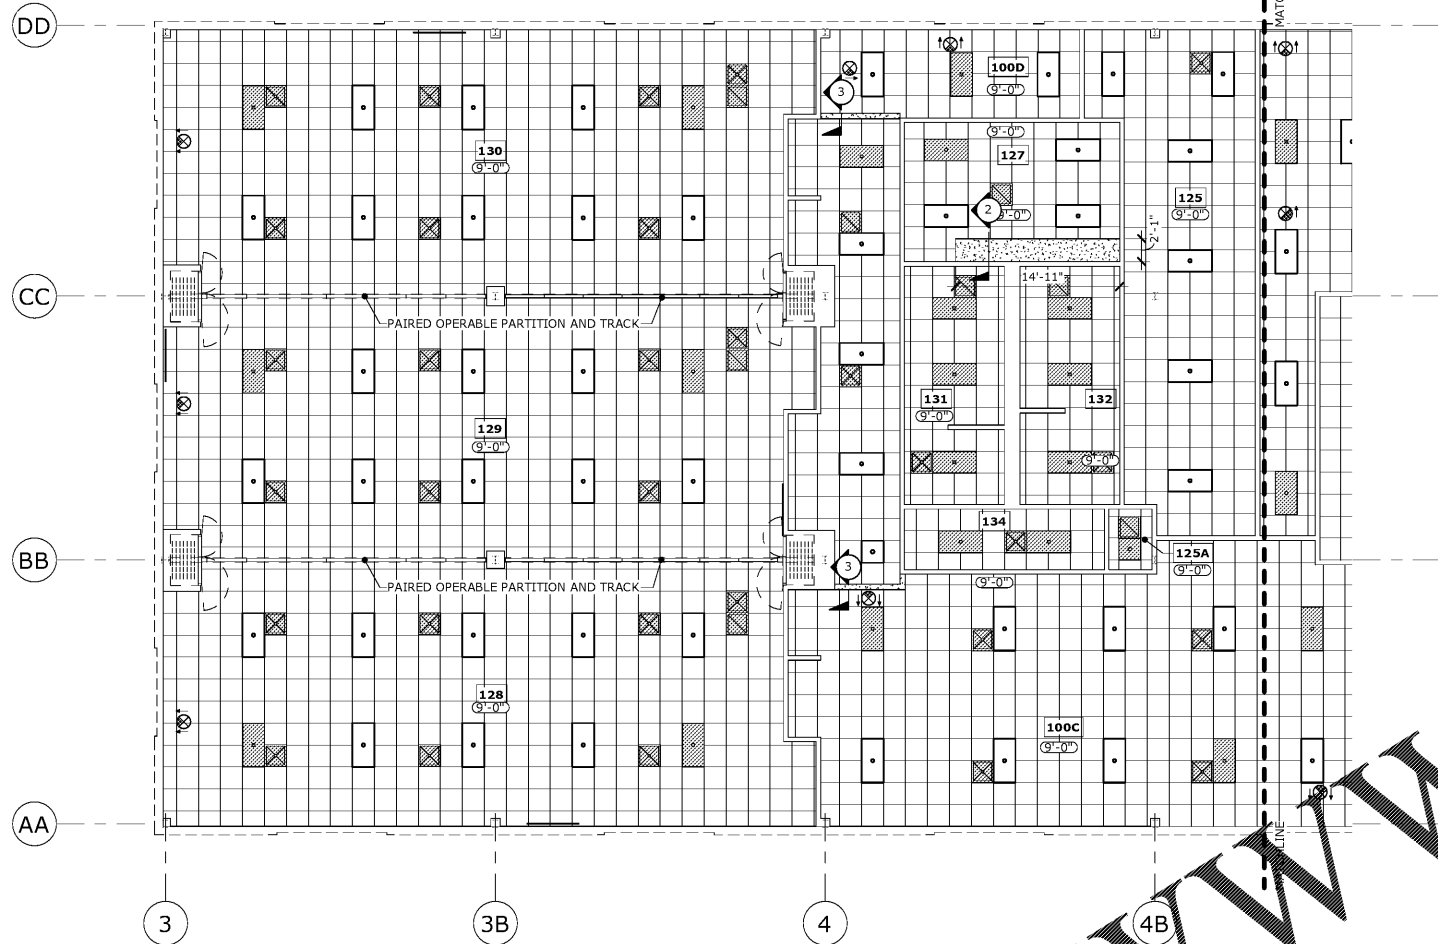 DD
MATC
100D
9'-0"
3
9'-0"
127
130
9'-0"
125
9'-0"
2
9'-0"
2'-1"
14'-11"
CC
PAIRED OPERABLE PARTITION AND TRACK
131
9'-0"
132
129
9'-0"
9'-0"
134
125A
9'-0"
BB
3
PAIRED OPERABLE PARTITION AND TRACK
9'-0"
128
9'-0"
100C
9'-0"
AA
MATCHLINE
3
3B
4
4B
WWW